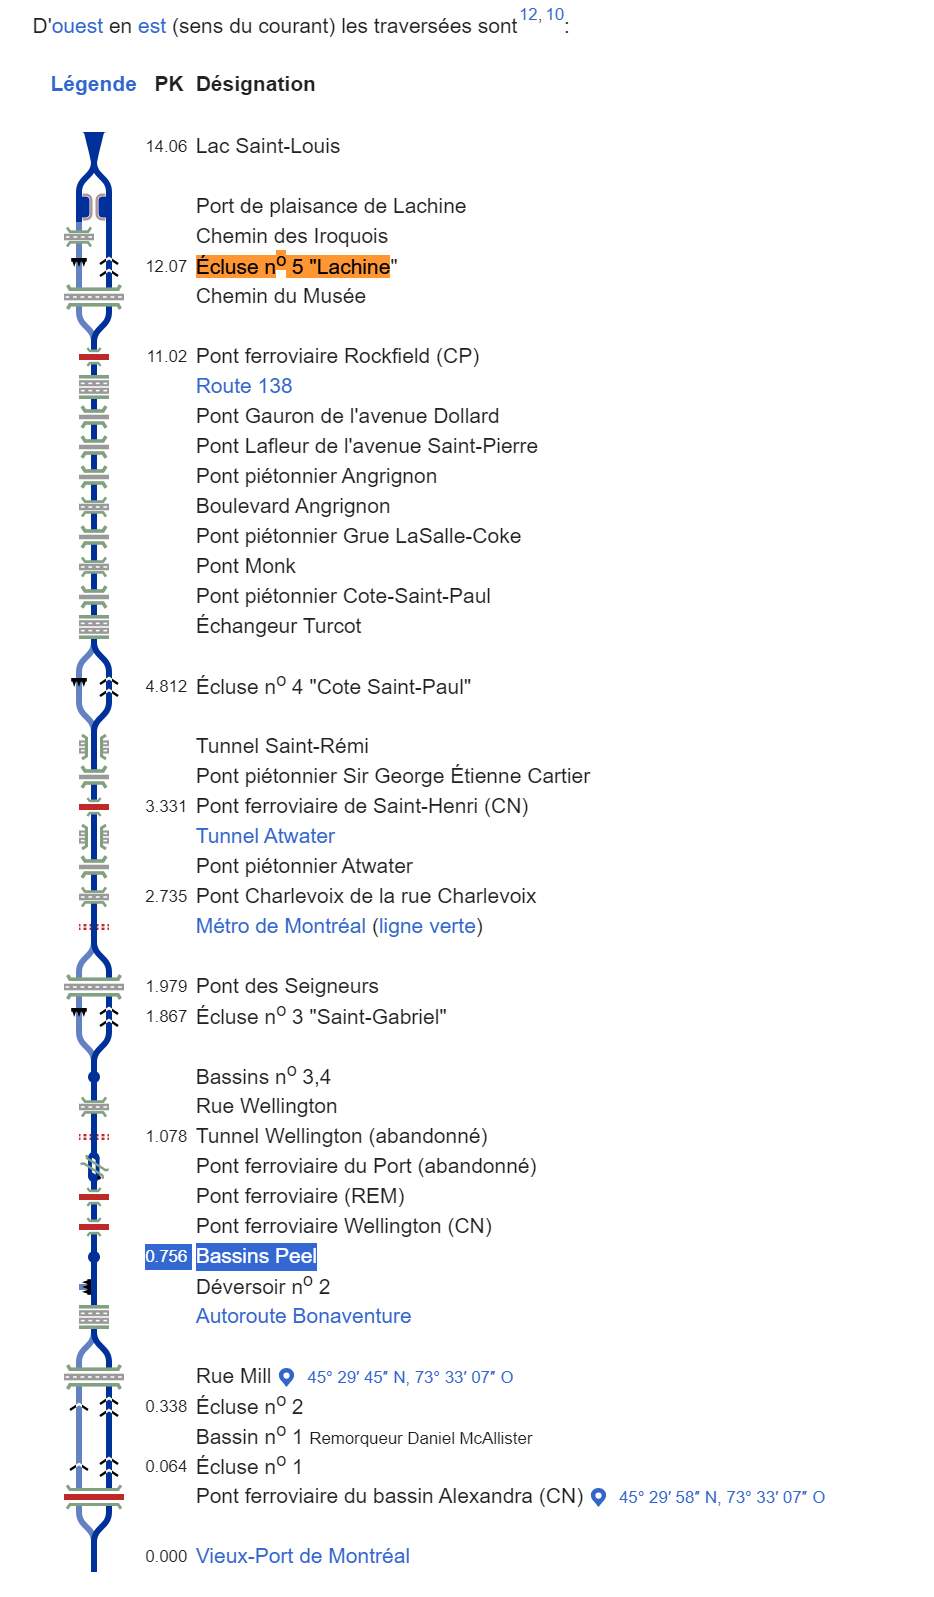 D'ouest en est (sens du courant) les traversées sont12, 10:
Légende PK Désignation
14.06 Lac Saint-Louis
Port de plaisance de Lachine
Chemin des Iroquois
12.07 Écluse no 5 "Lachine"
Chemin du Musée
11.02 Pont ferroviaire Rockfield (CP)
Route 138
Pont Gauron de l'avenue Dollard
Pont Lafleur de l'avenue Saint-Pierre
Pont piétonnier Angrignon
Boulevard Angrignon
Pont piétonnier Grue LaSalle-Coke
Pont Monk
Pont piétonnier Cote-Saint-Paul
Échangeur Turcot
4.812 Écluse no 4 "Cote Saint-Paul"
Tunnel Saint-Rémi
Pont piétonnier Sir George Étienne Cartier
3.331 Pont ferroviaire de Saint-Henri (CN)
Tunnel Atwater
Pont piétonnier Atwater
2.735 Pont Charlevoix de la rue Charlevoix
Métro de Montréal (ligne verte)
1.979 Pont des Seigneurs
1.867 Écluse no 3 "Saint-Gabriel"
Bassins no 3,4
Rue Wellington
1.078 Tunnel Wellington (abandonné)
Pont ferroviaire du Port (abandonné)
Pont ferroviaire (REM)
Pont ferroviaire Wellington (CN)
0.756 Bassins Peel
Déversoir no 2
Autoroute Bonaventure
Rue Mill 45° 29′ 45″ N, 73° 33′ 07″ O
0.338 Écluse no 2
Bassin no 1 Remorqueur Daniel McAllister
0.064 Écluse no 1
Pont ferroviaire du bassin Alexandra (CN) 45° 29′ 58″ N, 73° 33′ 07″ O
0.000 Vieux-Port de Montréal